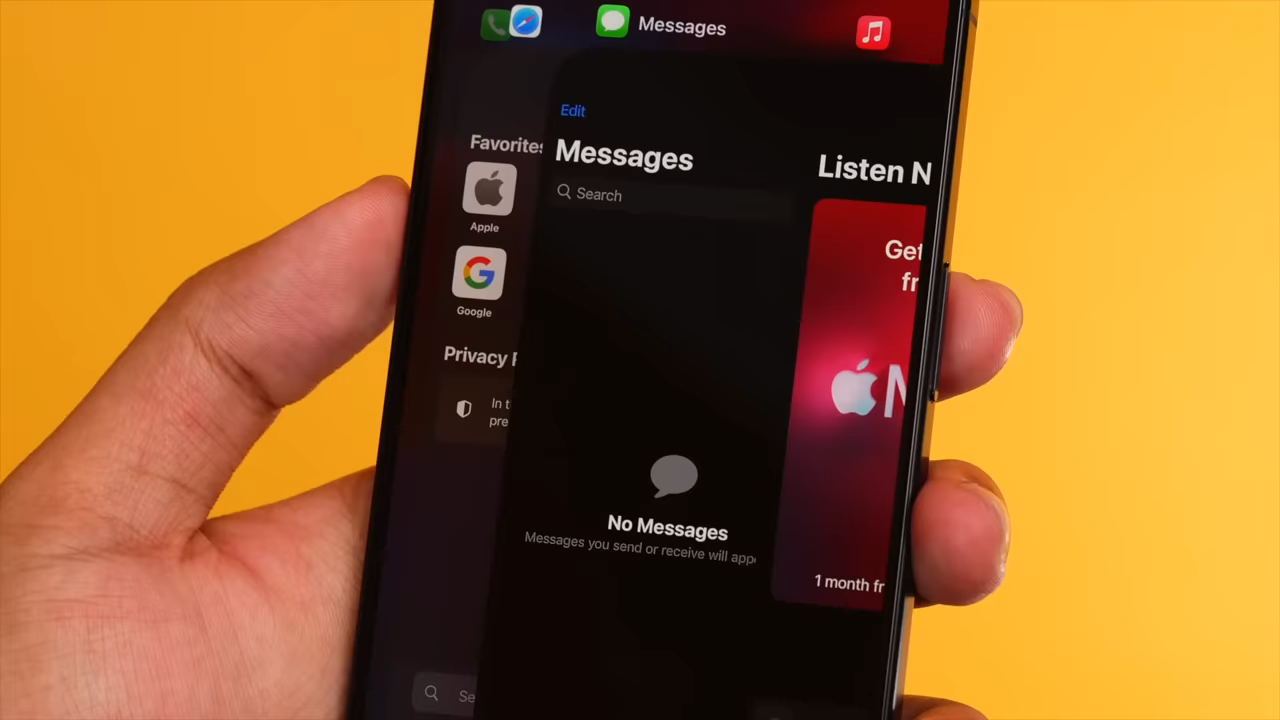 Messages
Edit
Messages
Search
Favorites
Apple
Google
Privacy
In t
pre
Listen N
Get
fr
1 month fr
No Messages
Messages you send or receive will app
Se